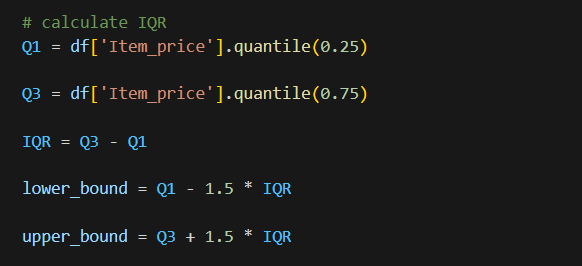 # calculate IQR
Q1 = df['Item_price'].quantile(0.25)
Q3 = df['Item_price'].quantile(0.75)
IQR = Q3 - Q1
lower_bound = Q1 - 1.5 * IQR
upper_bound = Q3 + 1.5 * IQR